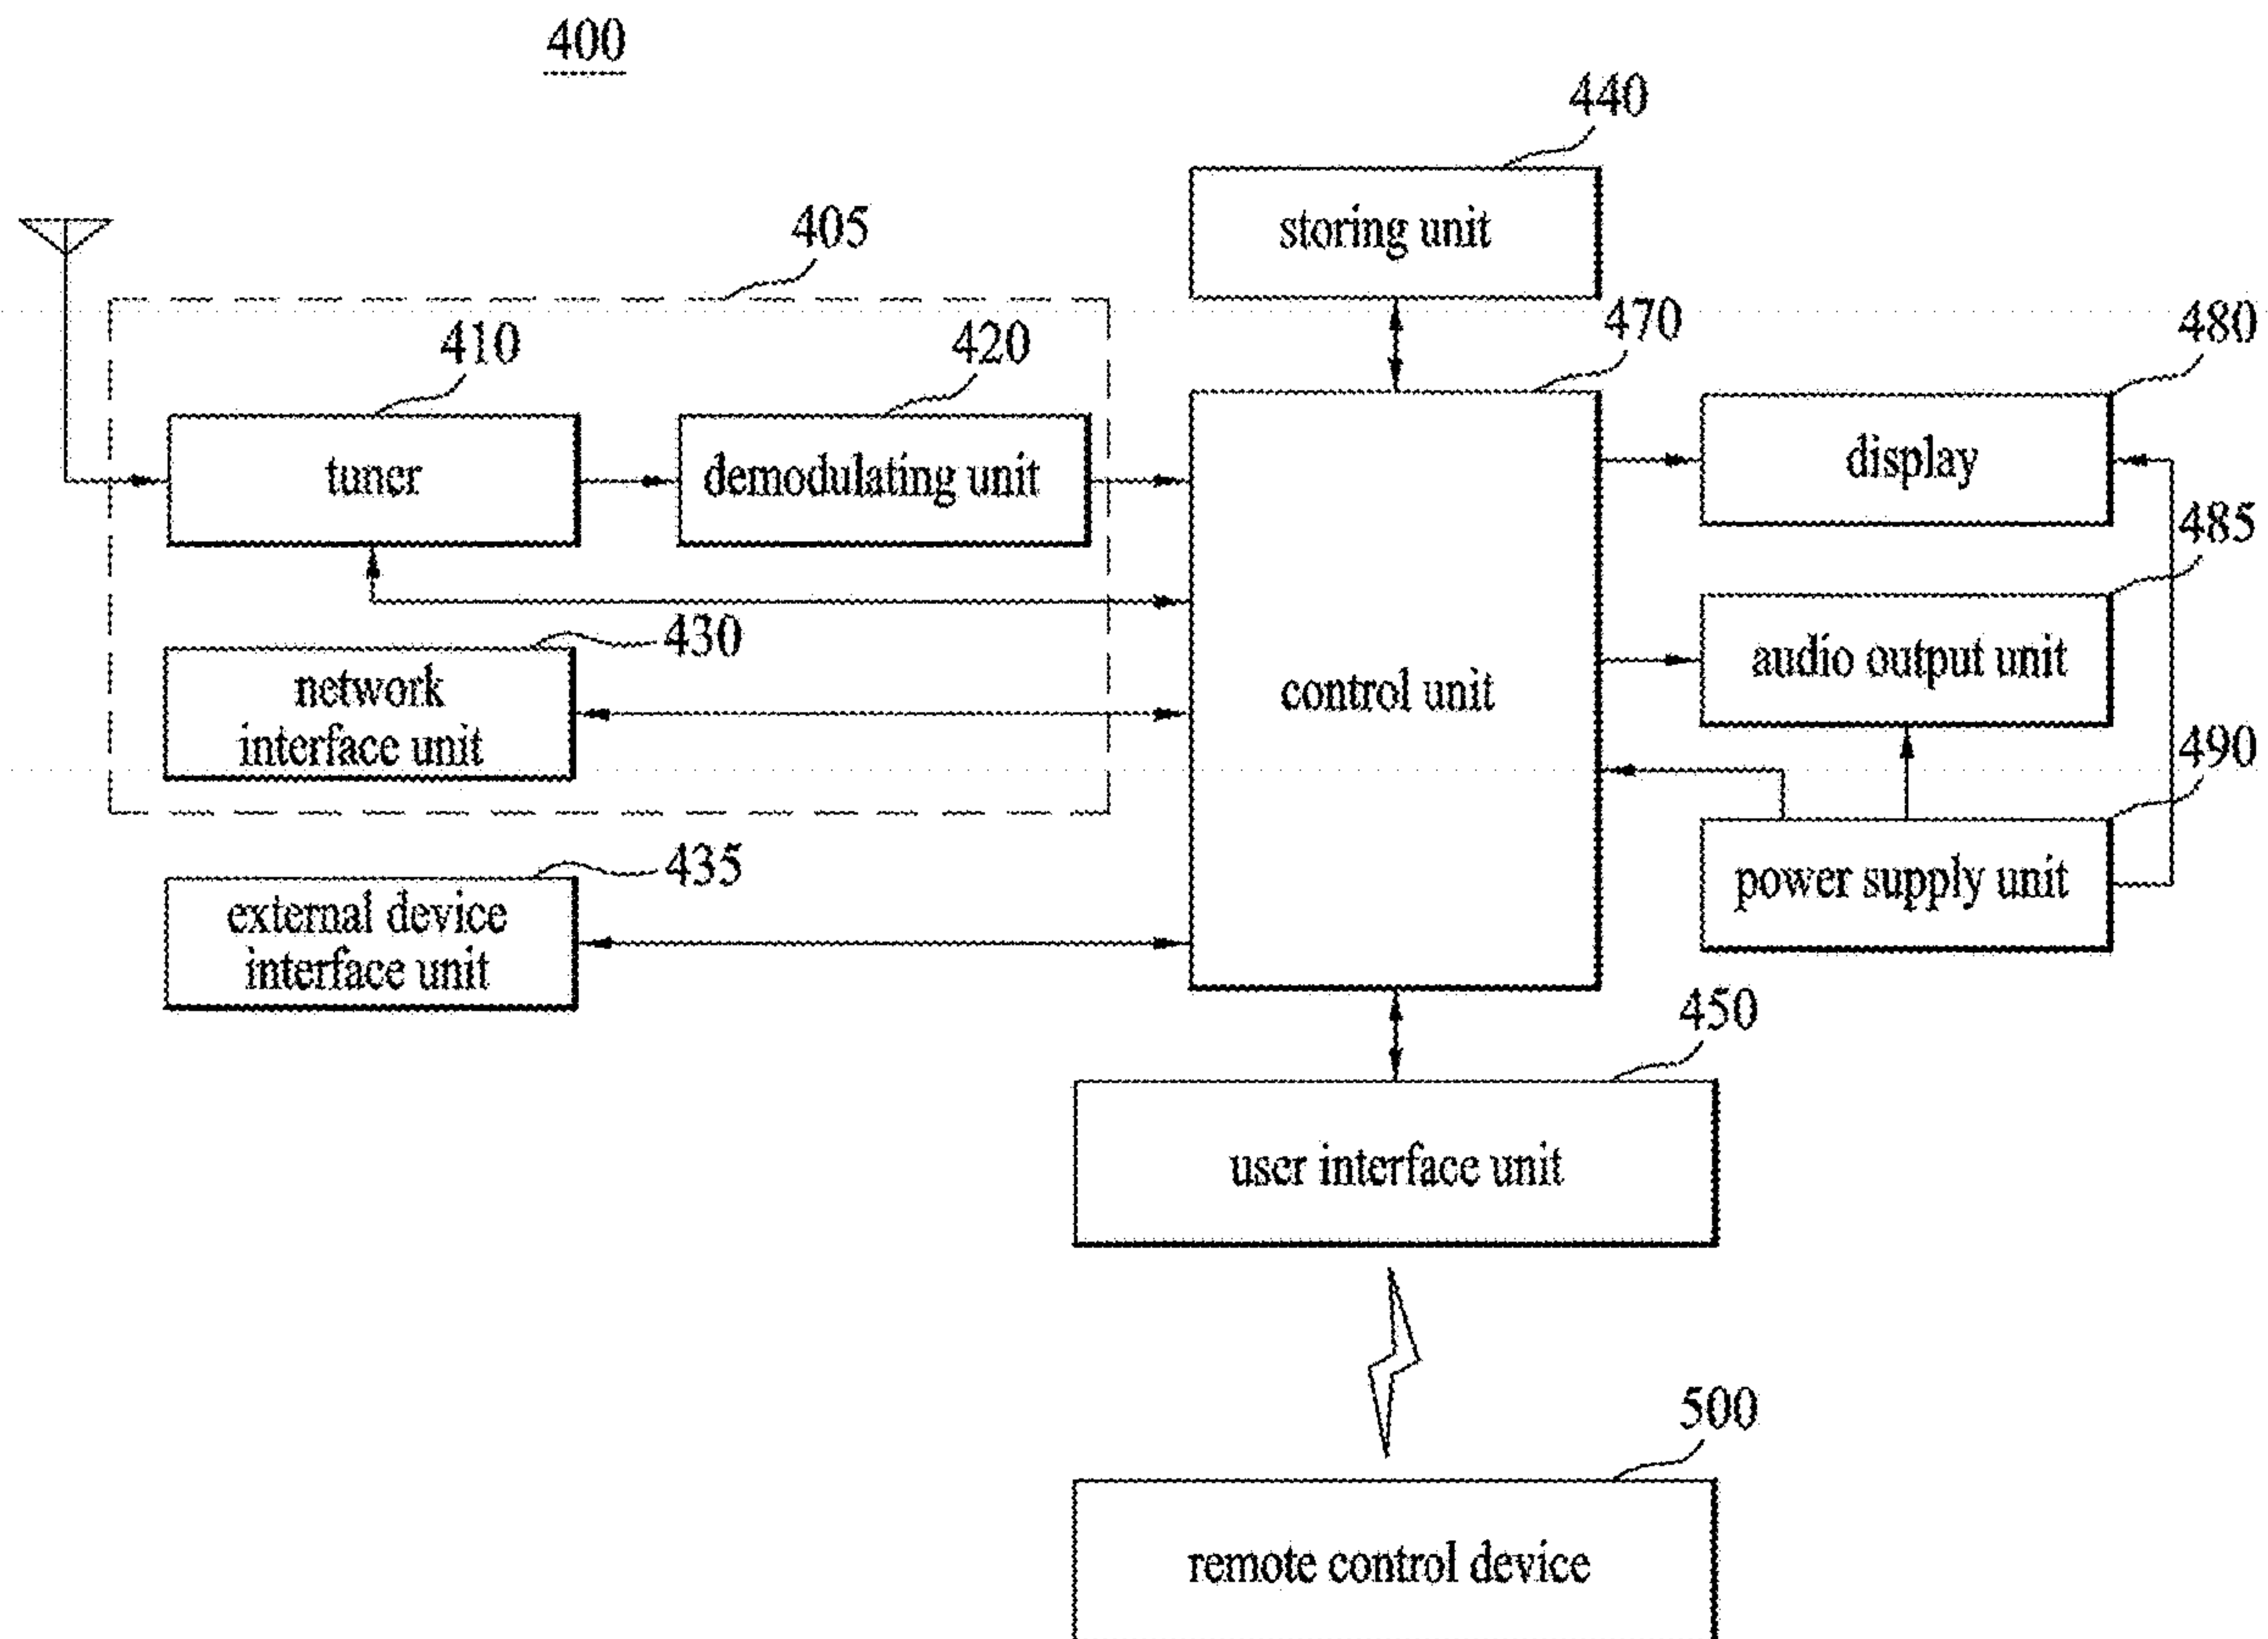 400
440
storing unit
405
470
480
410
420
tuner
demodulating unit
display
485
430
network
interface unit
control unit
audio output unit
490
435
external device
interface unit
power supply unit
450
user interface unit
500
remote control device